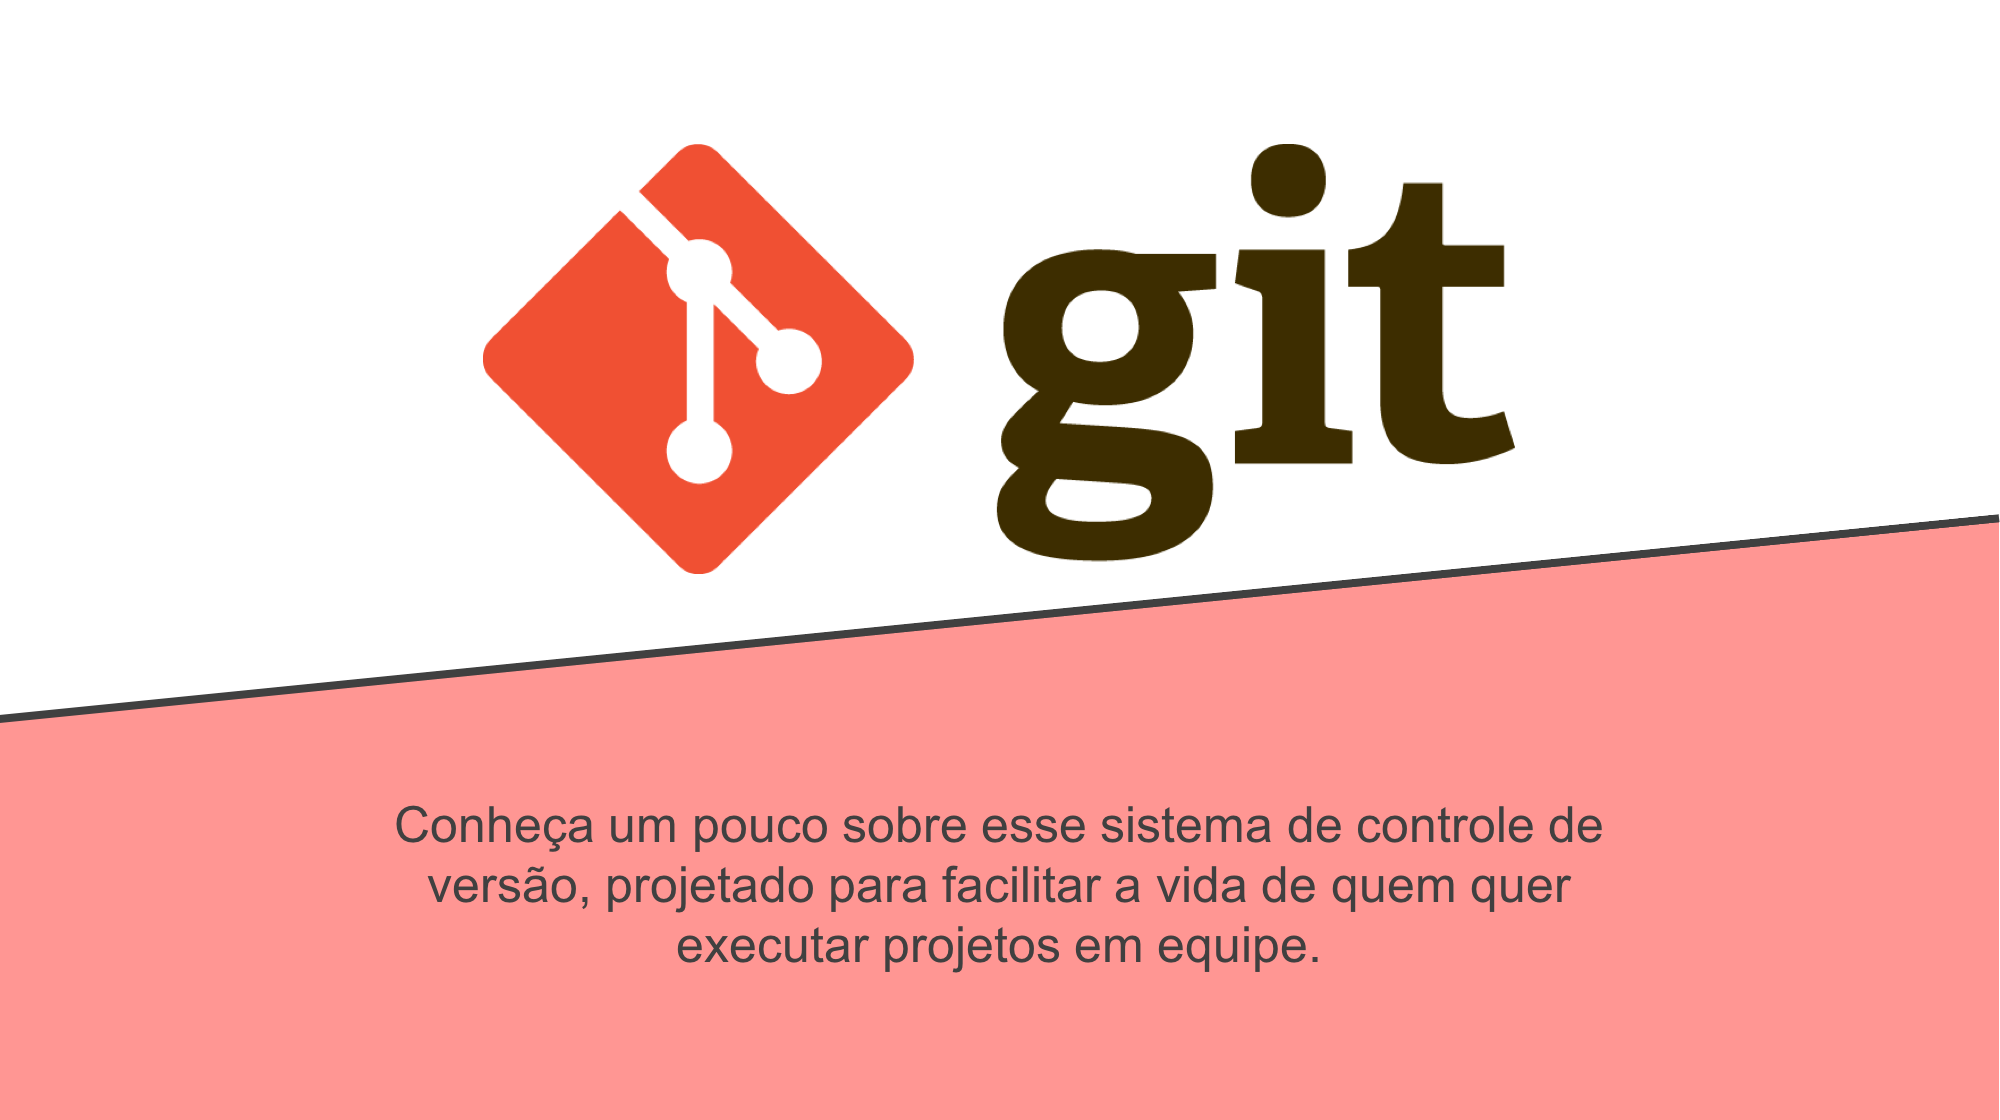 git
Conheça um pouco sobre esse sistema de controle de
versão, projetado para facilitar a vida de quem quer
executar projetos em equipe.